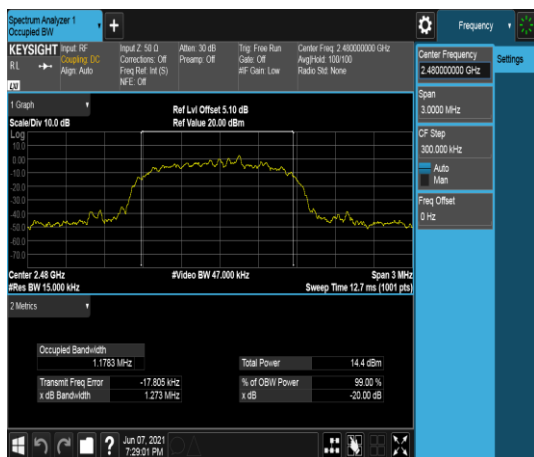 Spectrum Analyzer 1
Occupied BW
Frequency
KEYSIGHT
R L
Input: RF
Coupling: DC
Align: Auto
Input Z: 50 Ω
Corrections: Off
Freq Ref: Int (S)
NFE: Off
Atten: 30 dB
Preamp: Off
Trig: Free Run
Gate: Off
#IF Gain: Low
Center Freq: 2.480000000 GHz
Avg|Hold: 100/100
Radio Std: None
LXI
1 Graph
Scale/Div 10.0 dB
Ref Lvl Offset 5.10 dB
Ref Value 20.00 dBm
Log
10.0
0.00
-10.0
-20.0
-30.0
-40.0
-50.0
-60.0
-70.0
Center 2.48 GHz
#Res BW 15.000 kHz
#Video BW 47.000 kHz
Span 3 MHz
Sweep Time 12.7 ms (1001 pts)
2 Metrics
Occupied Bandwidth
1.1783 MHz
Total Power 14.4 dBm
Transmit Freq Error -17.805 kHz
% of OBW Power 99.00 %
x dB Bandwidth 1.273 MHz
x dB -20.00 dB
Jun 07, 2021
7:29:01 PM
Center Frequency
2.480000000 GHz
Settings
Span
3.0000 MHz
CF Step
300.000 kHz
Auto
Man
Freq Offset
0 Hz